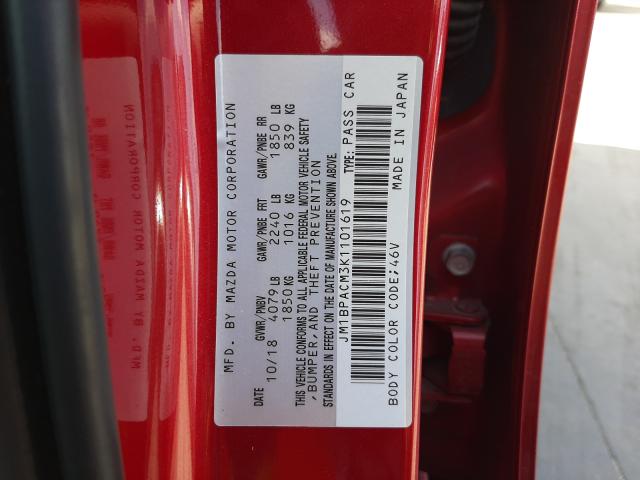 MFD. BY MAZDA MOTOR CORPORATION
DATE GVWR/PNBV GAWR/PNBE FRT GAWR/PNBE RR
10/18 4079 LB 2240 LB 1850 LB
1850 KG 1016 KG 839 KG
THIS VEHICLE CONFORMS TO ALL APPLICABLE FEDERAL MOTOR VEHICLE SAFETY
,BUMPER,AND THEFT PREVENTION
STANDARDS IN EFFECT ON THE DATE OF MANUFACTURE SHOWN ABOVE.
JM1BPACM3K1101619 TYPE: PASS CAR
BODY COLOR CODE;46V MADE IN JAPAN